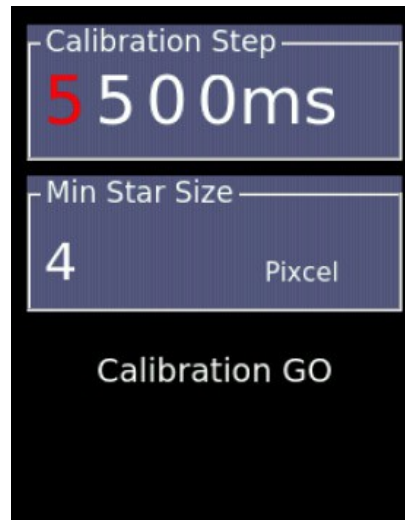 Calibration Step
5500ms
Min Star Size
4 Pixcel
Calibration GO